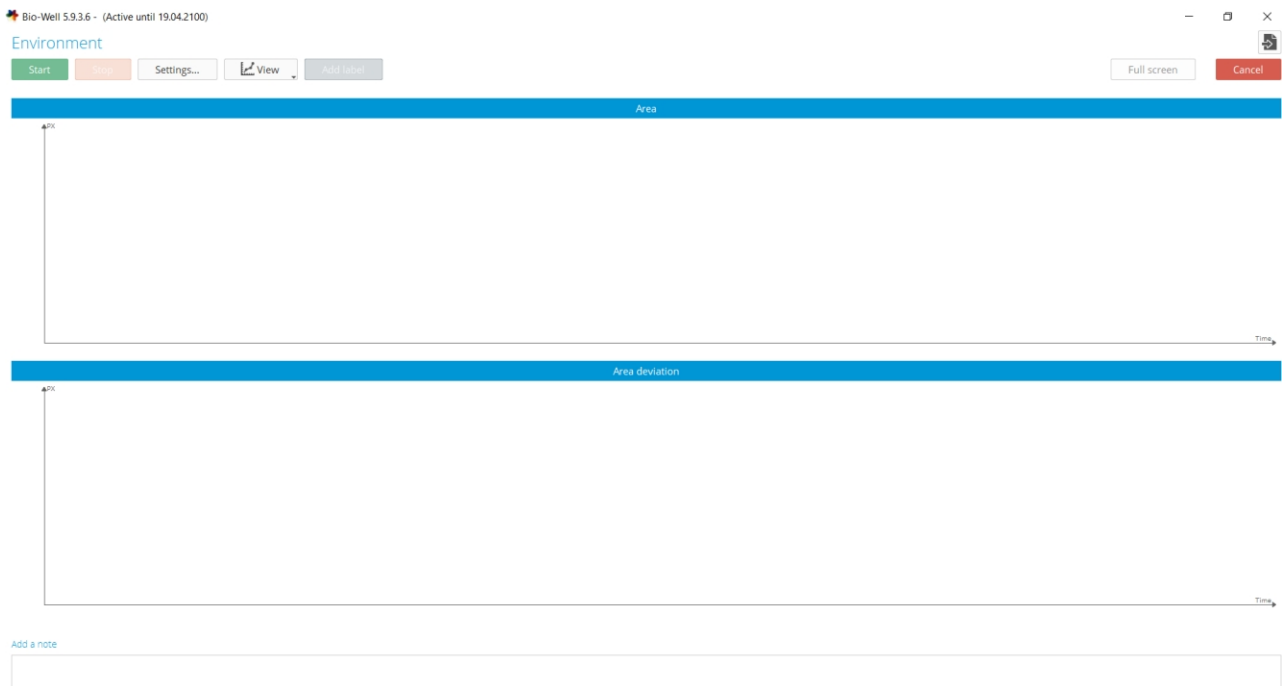 Bio-Well 5.9.3.6 - (Active until 19.04.2100)
Environment
Start Stop Settings... View Add label Full screen Cancel
Area
PX
Time
Area deviation
PX
Time
Add a note